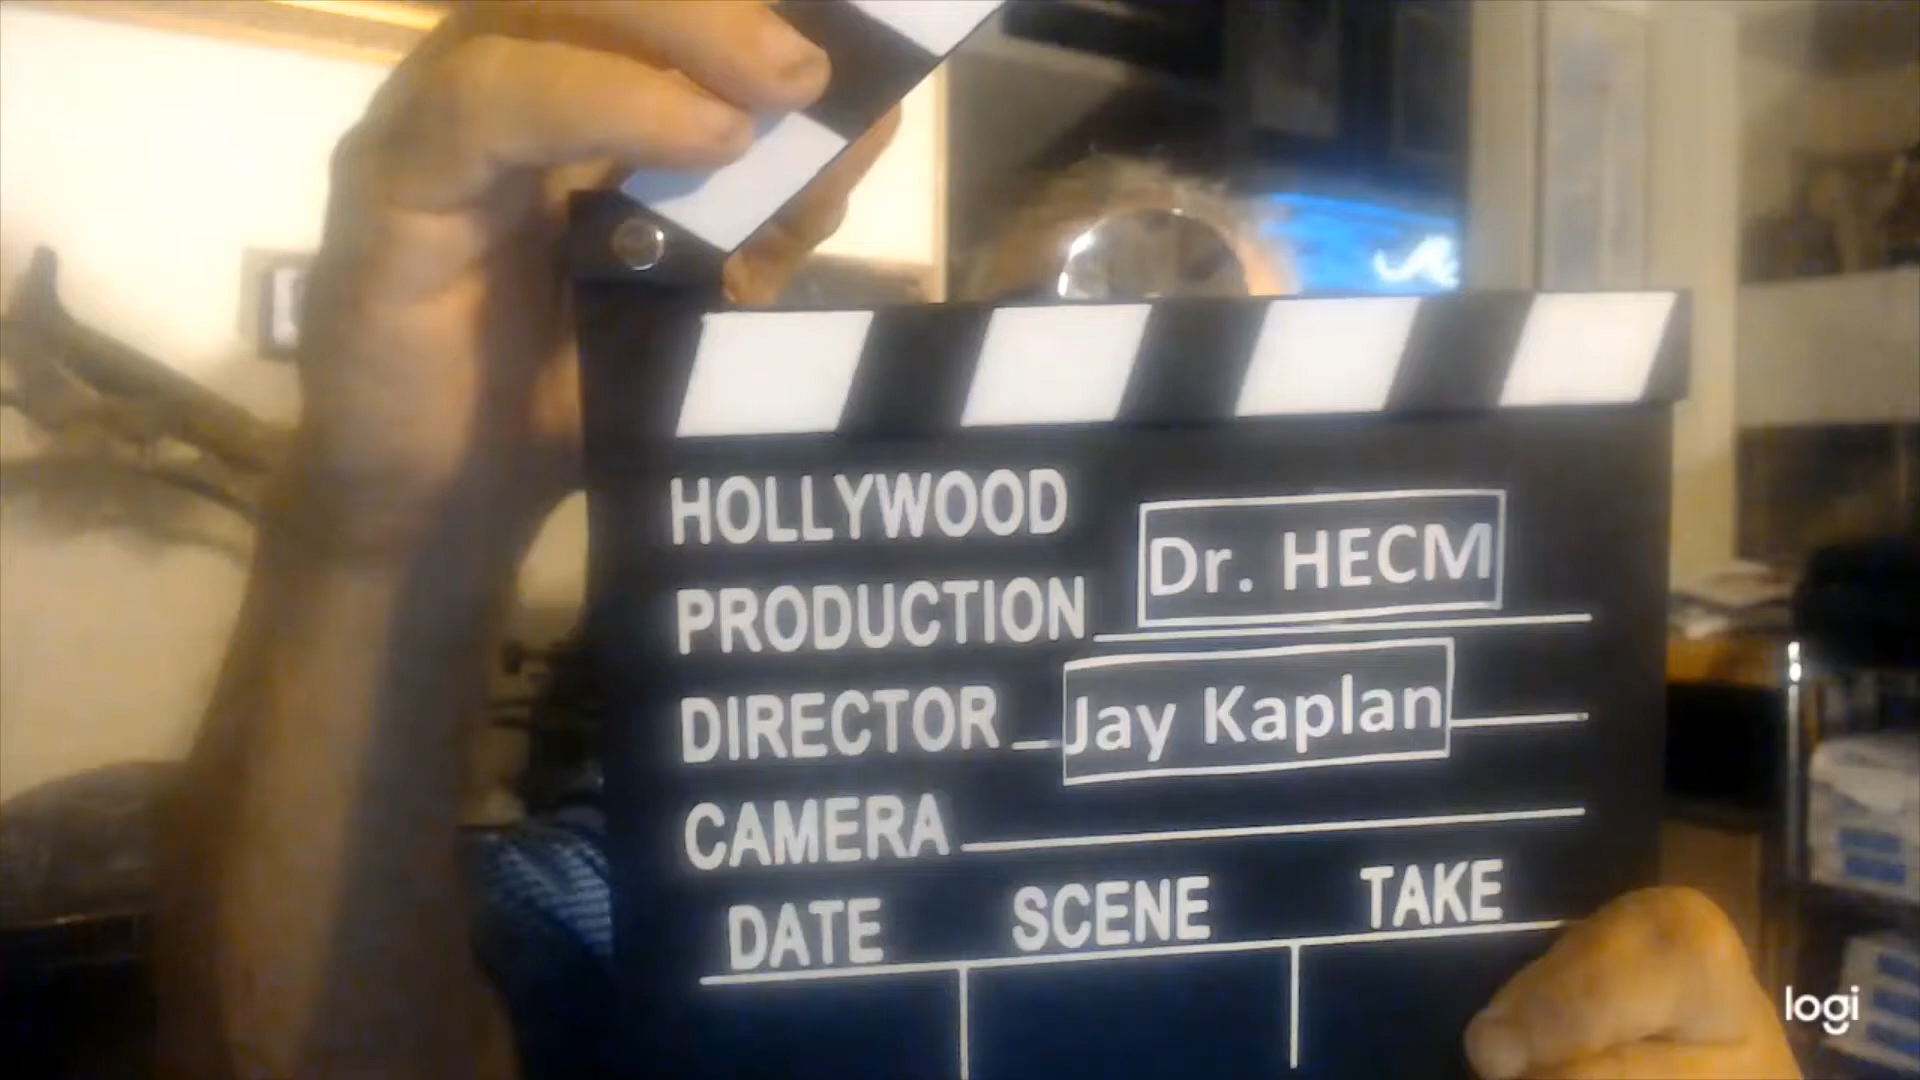 HOLLYWOOD
Dr. HECM
PRODUCTION
DIRECTOR Jay Kaplan
CAMERA
DATE SCENE TAKE
logi